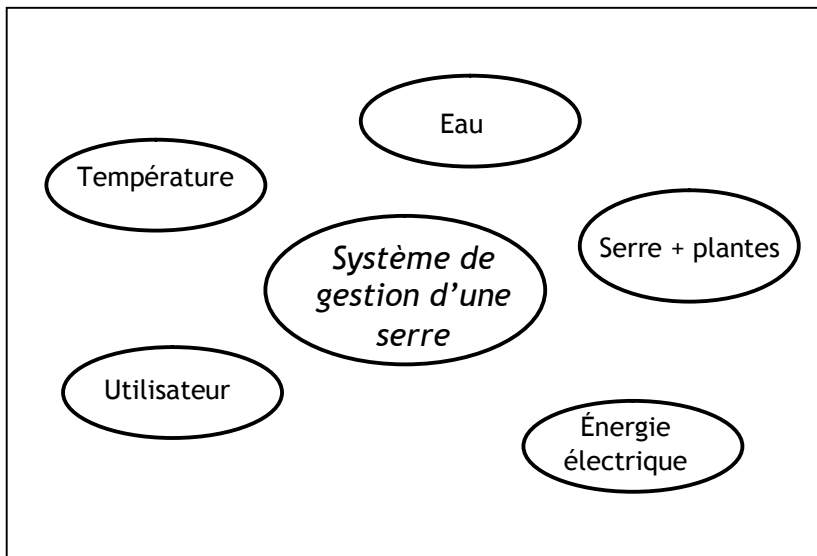 Eau
Température
Serre + plantes
Système de
gestion d’une
serre
Utilisateur
Énergie
électrique